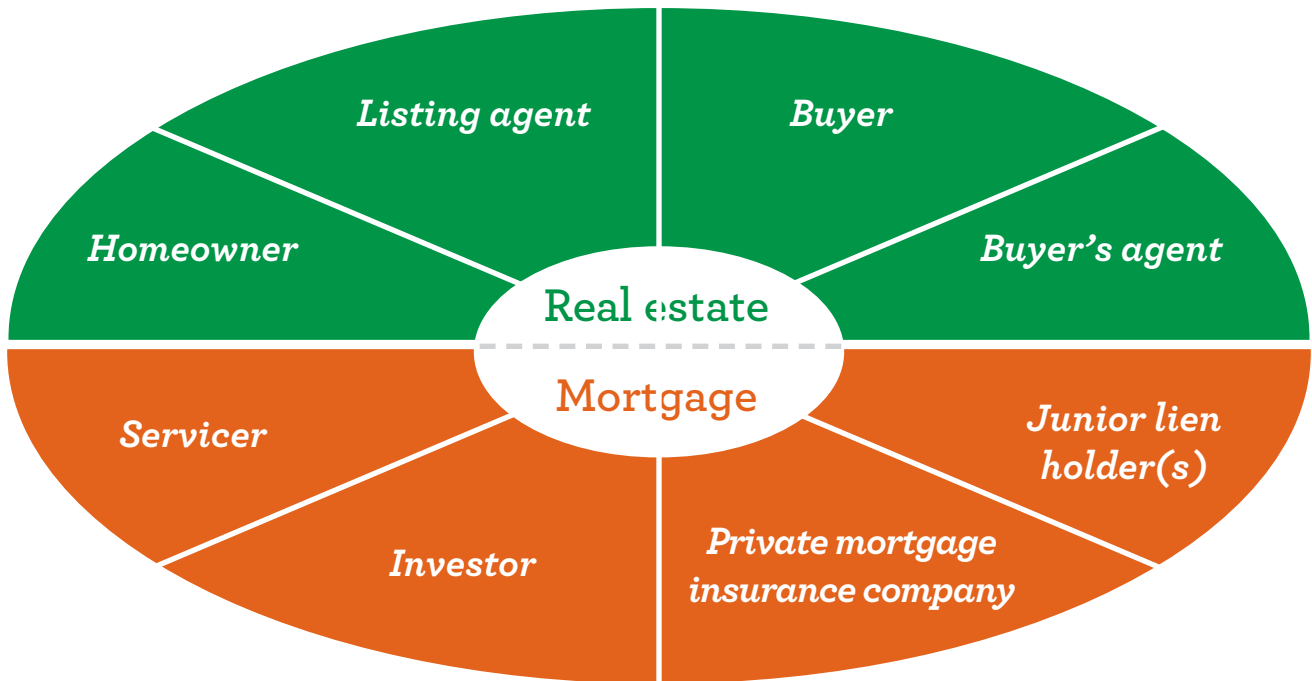 Listing agent
Buyer
Homeowner
Buyer’s agent
Real estate
Mortgage
Servicer
Junior lien
holder(s)
Investor
Private mortgage
insurance company